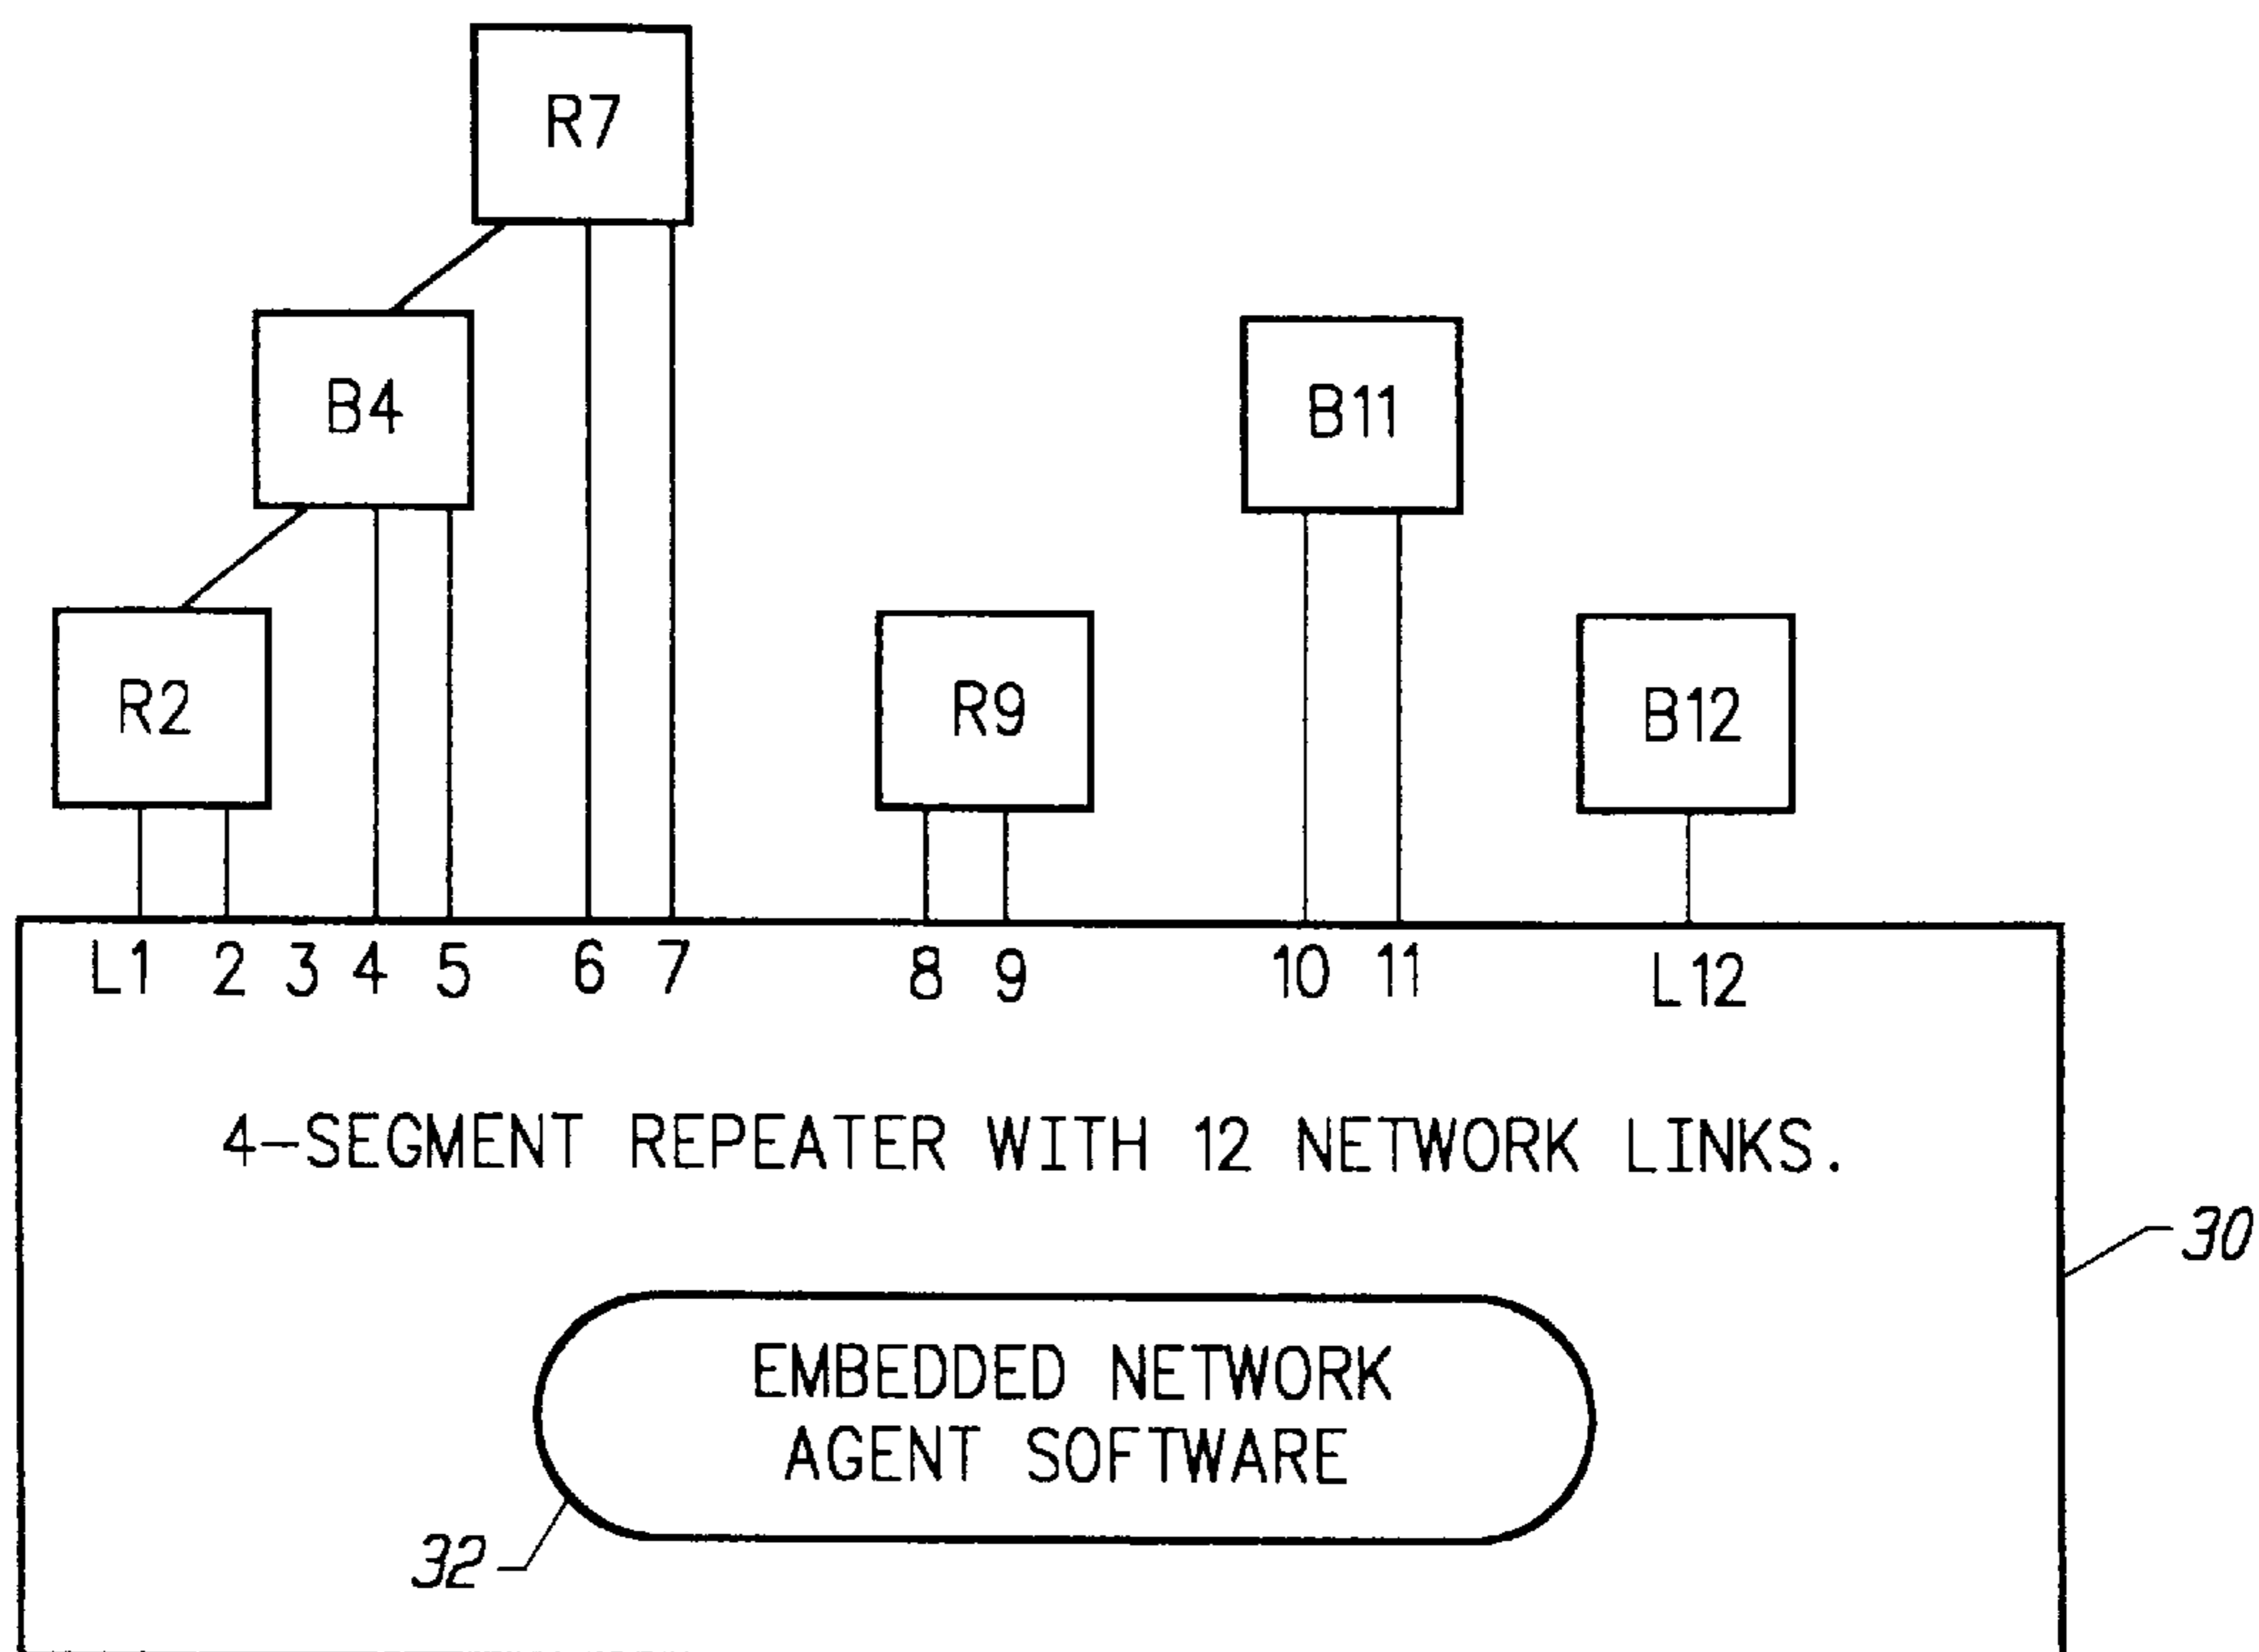 R7
B4
B11
R2
R9
B12
L1 2 3 4 5 6 7 8 9 10 11 L12
4-SEGMENT REPEATER WITH 12 NETWORK LINKS.
30
EMBEDDED NETWORK
AGENT SOFTWARE
32